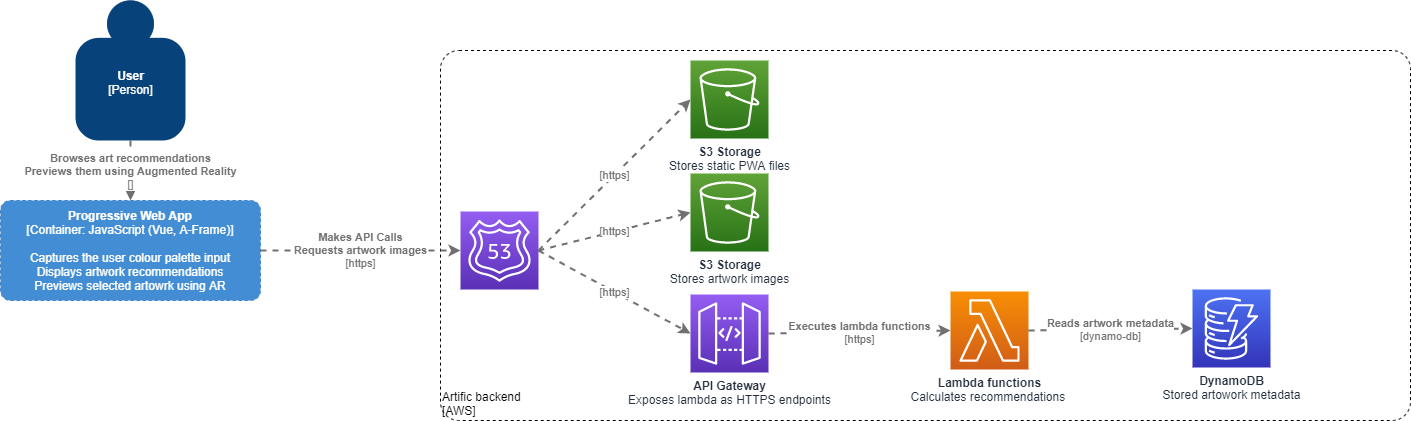 User
[Person]
Browses art recommendations
Previews them using Augmented Reality
[]
Progressive Web App
[Container: JavaScript (Vue, A-Frame)]
Captures the user colour palette input
Displays artwork recommendations
Previews selected artowrk using AR
Makes API Calls
Requests artwork images
[https]
53
[https]
[https]
[https]
S3 Storage
Stores static PWA files
S3 Storage
Stores artwork images
</>
API Gateway
Exposes lambda as HTTPS endpoints
Executes lambda functions
[https]
Lambda functions
Calculates recommendations
Reads artwork metadata
[dynamo-db]
DynamoDB
Stored artowork metadata
Artific backend
[AWS]